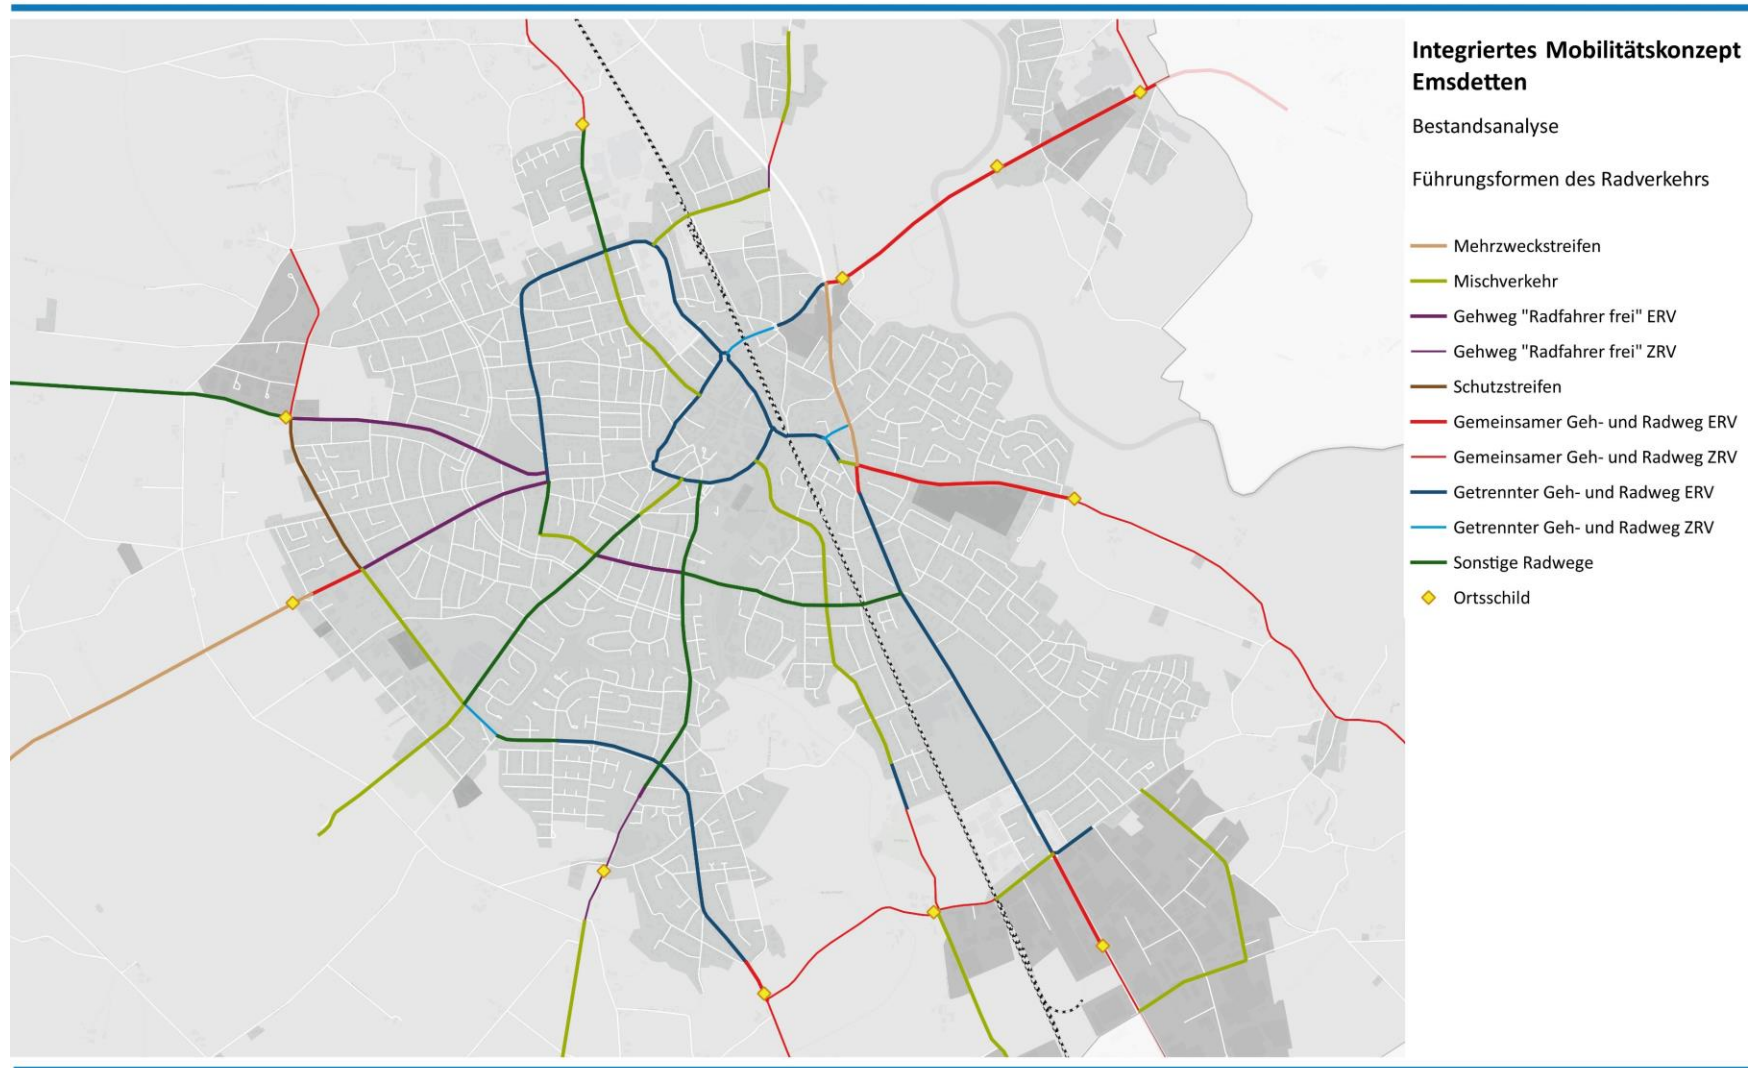 Integriertes Mobilitätskonzept
Emsdetten
Bestandsanalyse
Führungsformen des Radverkehrs
Mehrzweckstreifen
Mischverkehr
Gehweg "Radfahrer frei" ERV
Gehweg "Radfahrer frei" ZRV
Schutzstreifen
Gemeinsamer Geh- und Radweg ERV
Gemeinsamer Geh- und Radweg ZRV
Getrennter Geh- und Radweg ERV
Getrennter Geh- und Radweg ZRV
Sonstige Radwege
Ortsschild